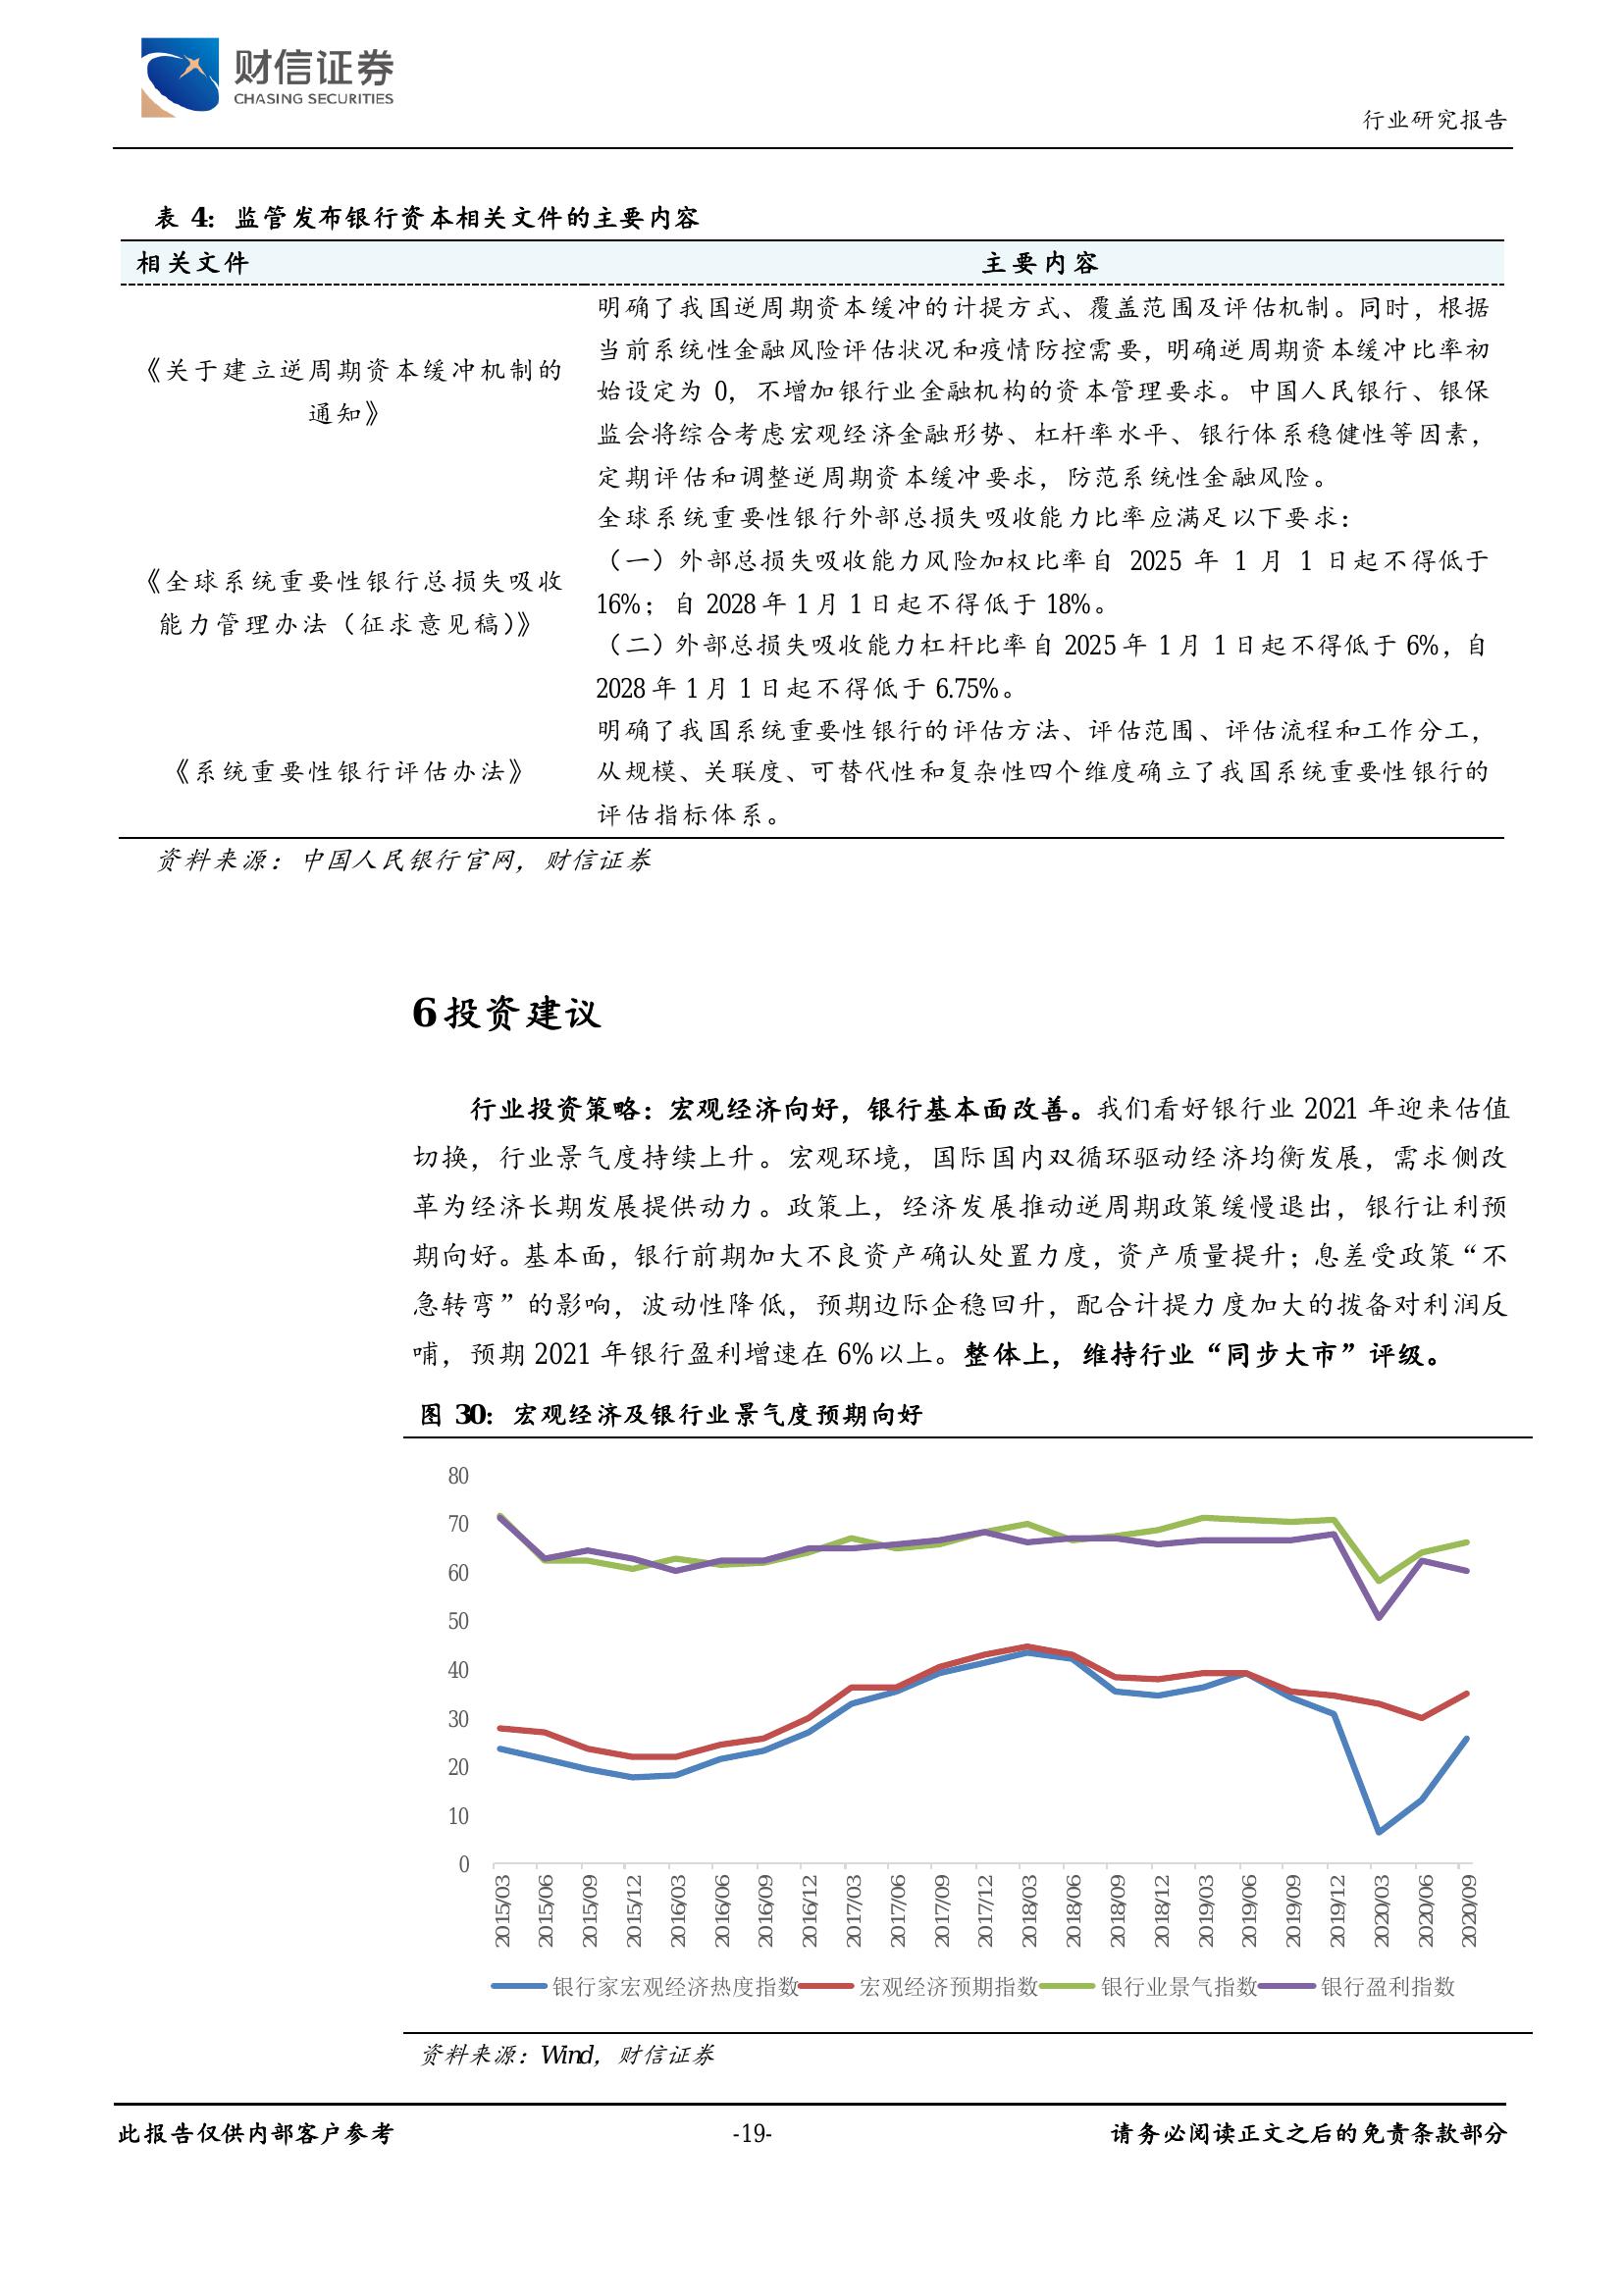 财信证券
CHASING SECURITIES
行业研究报告
表 4：监管发布银行资本相关文件的主要内容
相关文件 主要内容
《关于建立逆周期资本缓冲机制的
通知》
明确了我国逆周期资本缓冲的计提方式、覆盖范围及评估机制。同时，根据
当前系统性金融风险评估状况和疫情防控需要，明确逆周期资本缓冲比率初
始设定为 0，不增加银行业金融机构的资本管理要求。中国人民银行、银保
监会将综合考虑宏观经济金融形势、杠杆率水平、银行体系稳健性等因素，
定期评估和调整逆周期资本缓冲要求，防范系统性金融风险。
《全球系统重要性银行总损失吸收
能力管理办法（征求意见稿）》
全球系统重要性银行外部总损失吸收能力比率应满足以下要求：
（一）外部总损失吸收能力风险加权比率自 2025 年 1 月 1 日起不得低于
16%；自 2028 年 1 月 1 日起不得低于 18%。
（二）外部总损失吸收能力杠杆比率自 2025 年 1 月 1 日起不得低于 6%，自
2028 年 1 月 1 日起不得低于 6.75%。
《系统重要性银行评估办法》
明确了我国系统重要性银行的评估方法、评估范围、评估流程和工作分工，
从规模、关联度、可替代性和复杂性四个维度确立了我国系统重要性银行的
评估指标体系。
资料来源：中国人民银行官网，财信证券
6 投资建议
行业投资策略：宏观经济向好，银行基本面改善。我们看好银行业 2021 年迎来估值
切换，行业景气度持续上升。宏观环境，国际国内双循环驱动经济均衡发展，需求侧改
革为经济长期发展提供动力。政策上，经济发展推动逆周期政策缓慢退出，银行让利预
期向好。基本面，银行前期加大不良资产确认处置力度，资产质量提升；息差受政策“不
急转弯”的影响，波动性降低，预期边际企稳回升，配合计提力度加大的拨备对利润反
哺，预期 2021 年银行盈利增速在 6%以上。整体上，维持行业“同步大市”评级。
图 30：宏观经济及银行业景气度预期向好
80
70
60
50
40
30
20
10
0
2015/03
2015/06
2015/09
2015/12
2016/03
2016/06
2016/09
2016/12
2017/03
2017/06
2017/09
2017/12
2018/03
2018/06
2018/09
2018/12
2019/03
2019/06
2019/09
2019/12
2020/03
2020/06
2020/09
银行家宏观经济热度指数 宏观经济预期指数 银行业景气指数 银行盈利指数
资料来源：Wind，财信证券
此报告仅供内部客户参考 -19- 请务必阅读正文之后的免责条款部分